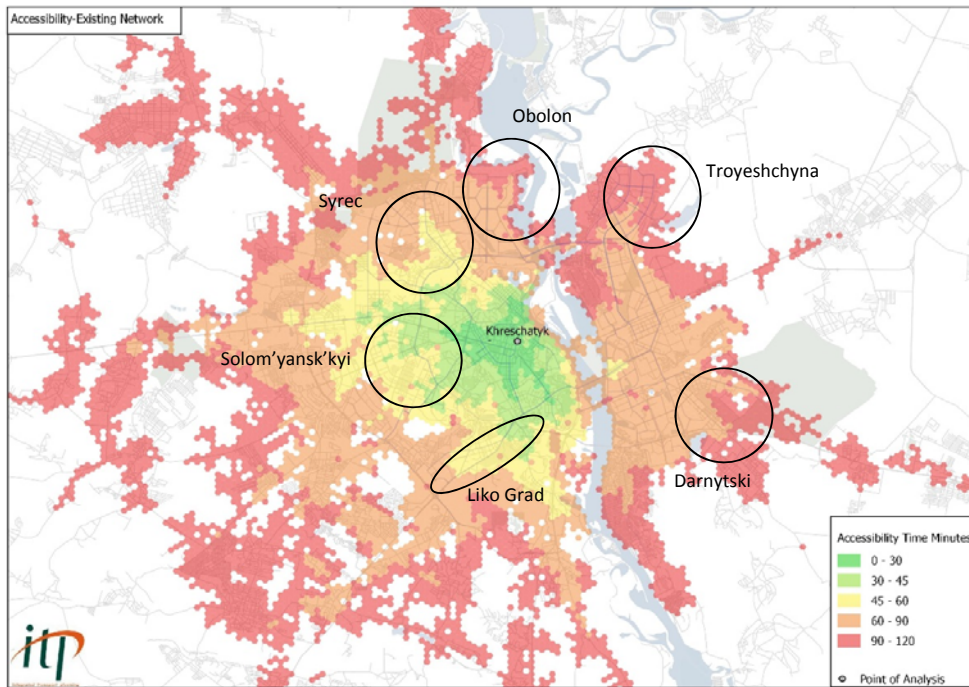 Accessibility-Existing Network
Obolon
Troyeshchyna
Syrec
Khreschatyk
Solom'yansk'kyi
Liko Grad
Darnytski
Accessibility Time Minutes
0 - 30
30 - 45
45 - 60
60 - 90
90 - 120
Point of Analysis
itp